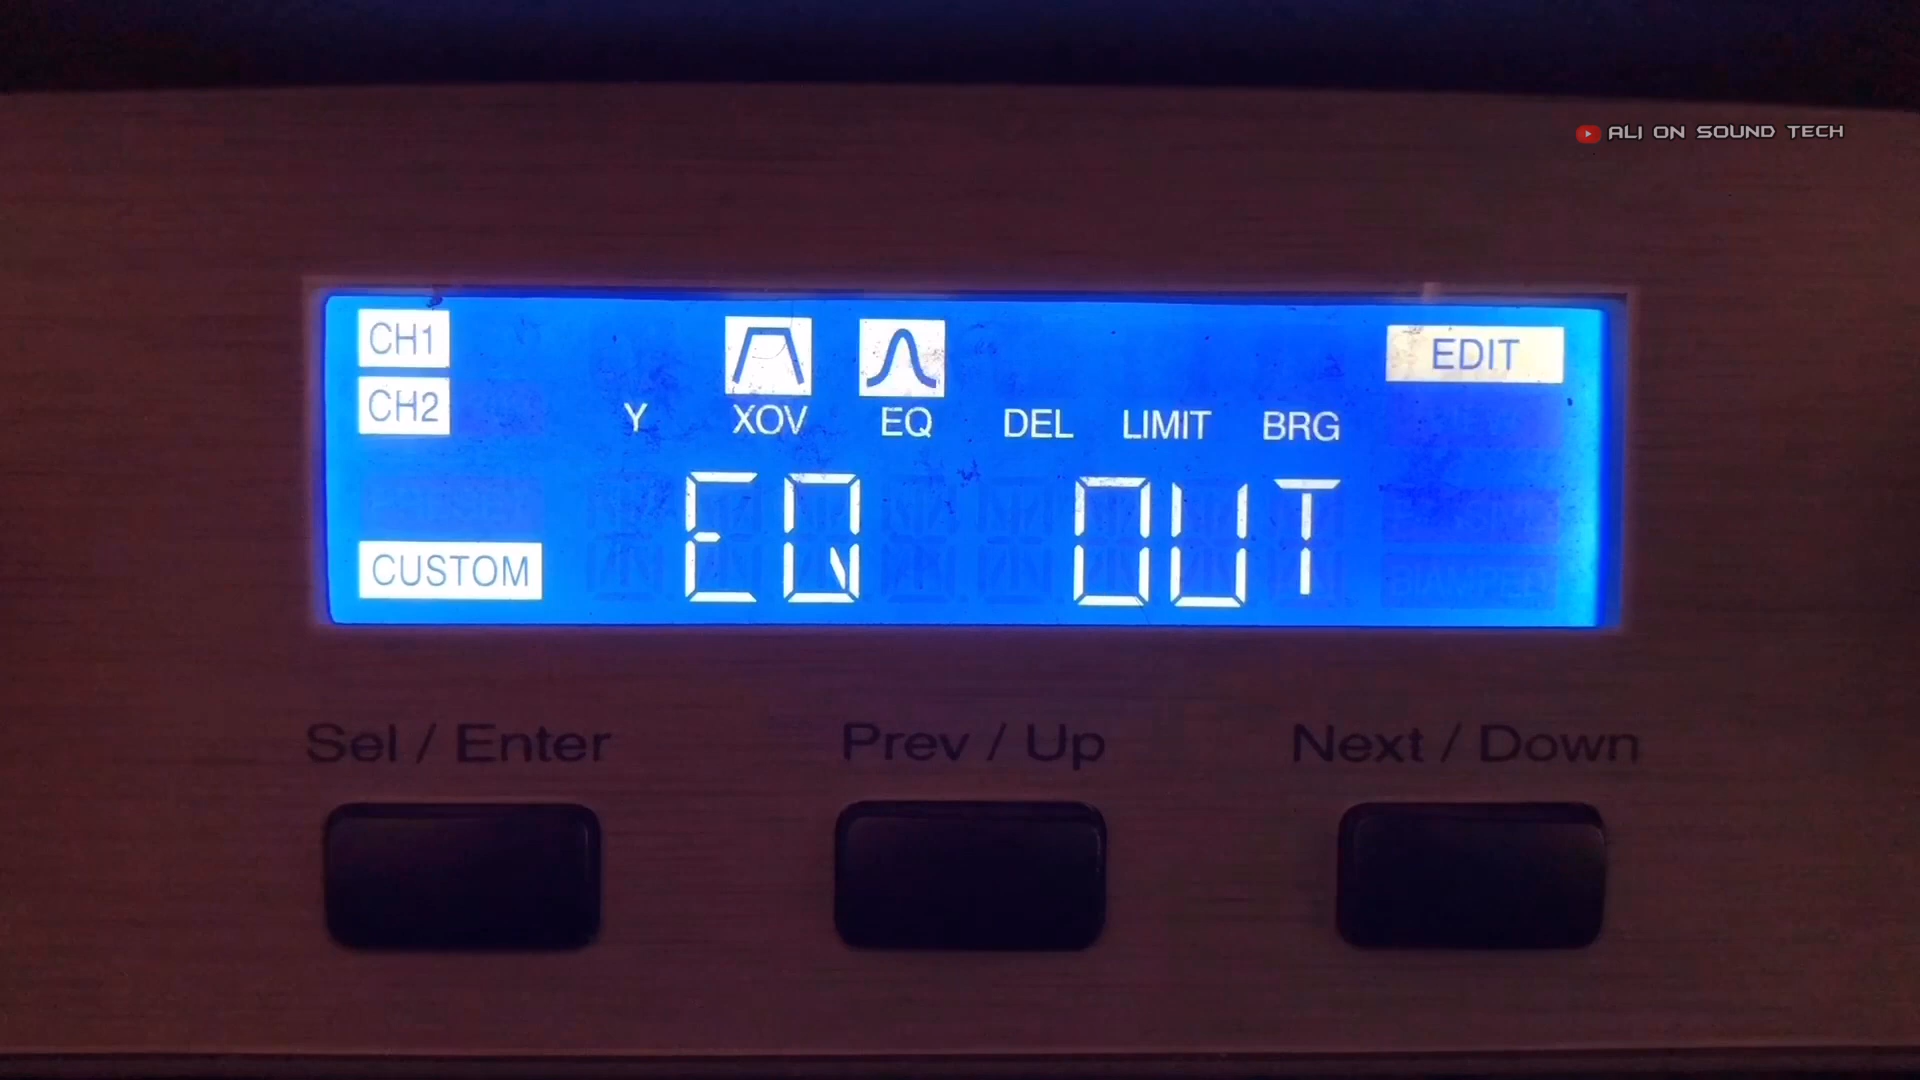 ALI ON SOUND TECH
CH1
EDIT
CH2
Y XOV EQ DEL LIMIT BRG
EQ OUT
CUSTOM
Sel / Enter Prev / Up Next / Down